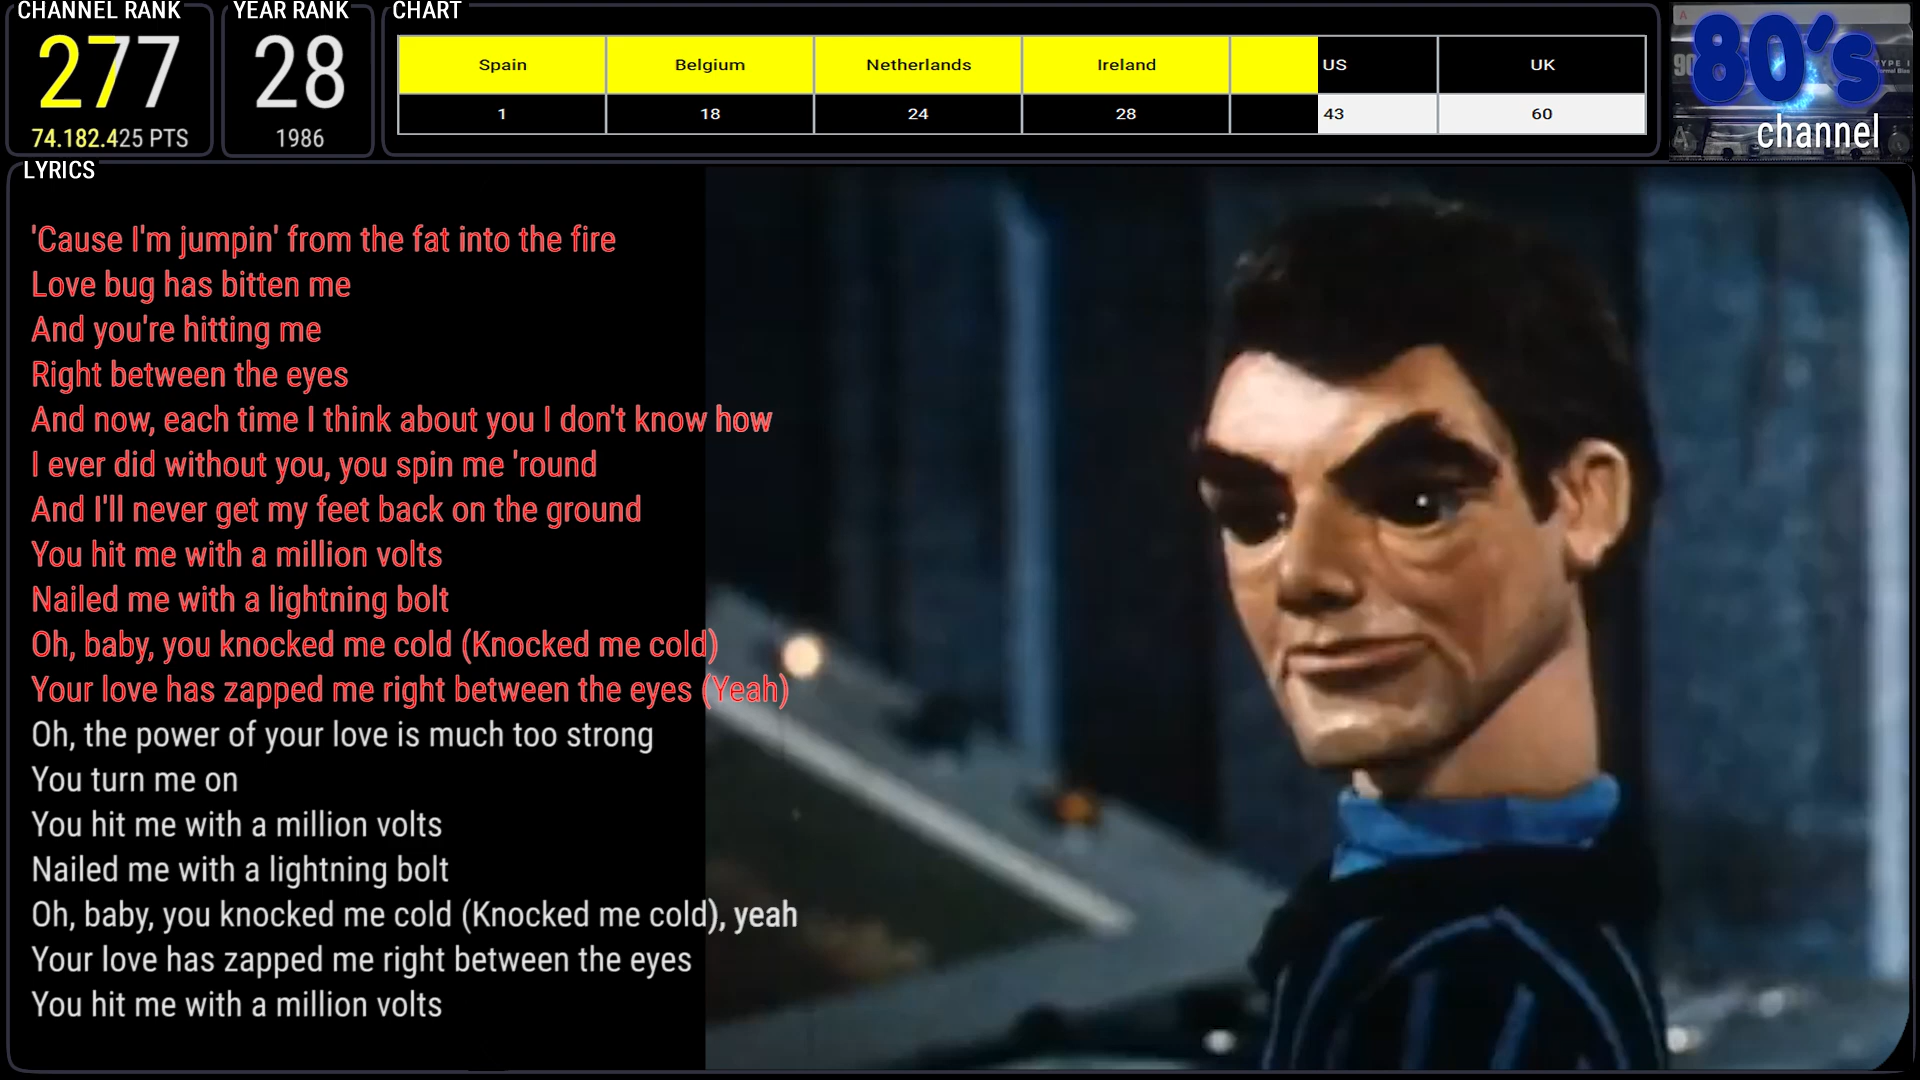 CHANNEL RANK
277
74.182.425 PTS
YEAR RANK
28
1986
CHART
Spain Belgium Netherlands Ireland US UK
1 18 24 28 43 60
80's
channel
A
90
TYPE I
A
LYRICS
'Cause I'm jumpin' from the fat into the fire
Love bug has bitten me
And you're hitting me
Right between the eyes
And now, each time I think about you I don't know how
I ever did without you, you spin me 'round
And I'll never get my feet back on the ground
You hit me with a million volts
Nailed me with a lightning bolt
Oh, baby, you knocked me cold (Knocked me cold)
Your love has zapped me right between the eyes (Yeah)
Oh, the power of your love is much too strong
You turn me on
You hit me with a million volts
Nailed me with a lightning bolt
Oh, baby, you knocked me cold (Knocked me cold), yeah
Your love has zapped me right between the eyes
You hit me with a million volts